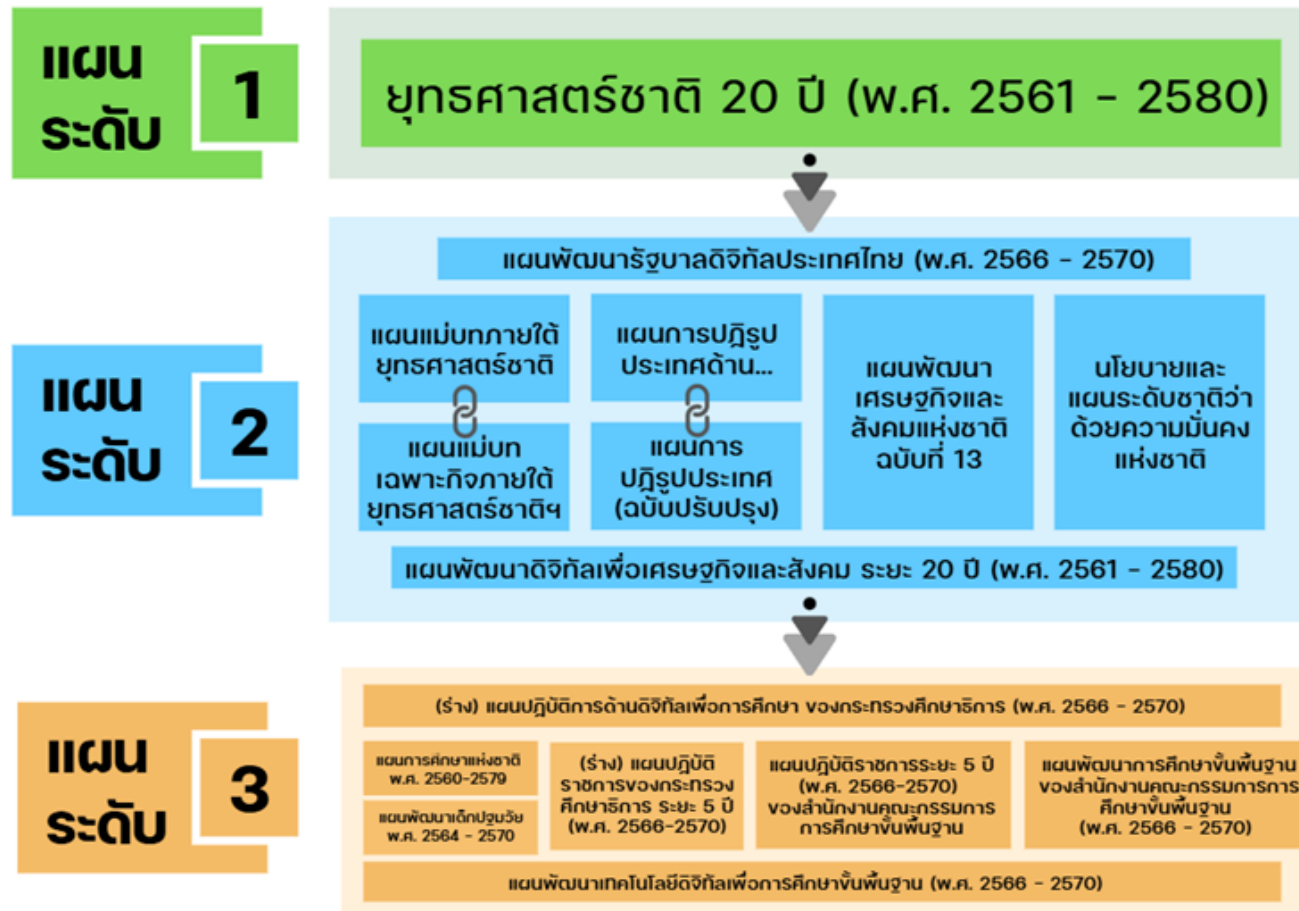 แผน
ระดับ
1
ยุทธศาสตร์ชาติ 20 ปี (พ.ศ. 2561 - 2580)
แผน
ระดับ
2
แผนพัฒนารัฐบาลดิจิทัลประเทศไทย (พ.ศ. 2566 - 2570)
แผนแม่บทภายใต้
ยุทธศาสตร์ชาติ
แผนแม่บท
เฉพาะกิจภายใต้
ยุทธศาสตร์ชาติฯ
แผนการปฎิรูป
ประเทศด้าน...
แผนการ
ปฎิรูปประเทศ
(ฉบับปรับปรุง)
แผนพัฒนา
เศรษฐกิจและ
สังคมแห่งชาติ
ฉบับที่ 13
นโยบายและ
แผนระดับชาติว่า
ด้วยความมั่นคง
แห่งชาติ
แผนพัฒนาดิจิทัลเพื่อเศรษฐกิจและสังคม ระยะ 20 ปี (พ.ศ. 2561 - 2580)
แผน
ระดับ
3
(ร่าง) แผนปฎิบัติการด้านดิจิทัลเพื่อการศึกษา ของกระทรวงศึกษาธิการ (พ.ศ. 2566 - 2570)
แผนการศึกษาแห่งชาติ
พ.ศ. 2560-2579
แผนพัฒนาเด็กปฐมวัย
พ.ศ. 2564 - 2570
(ร่าง) แผนปฎิบัติ
ราชการของกระทรวง
ศึกษาธิการ ระยะ 5 ปี
(พ.ศ. 2566-2570)
แผนปฎิบัติราชการระยะ 5 ปี
(พ.ศ. 2566-2570)
ของสำนักงานคณะกรรมการ
การศึกษาขั้นพื้นฐาน
แผนพัฒนาการศึกษาขั้นพื้นฐาน
ของสำนักงานคณะกรรมการการ
ศึกษาขั้นพื้นฐาน
(พ.ศ. 2566 - 2570)
แผนพัฒนาเทคโนโลยีดิจิทัลเพื่อการศึกษาขั้นพื้นฐาน (พ.ศ. 2566 - 2570)